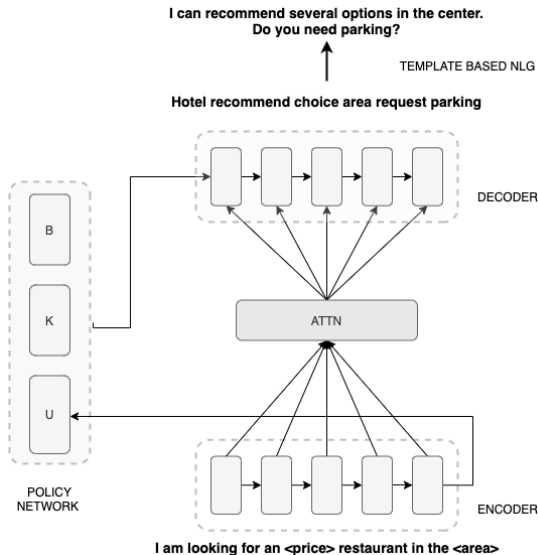 I can recommend several options in the center.
Do you need parking?
TEMPLATE BASED NLG
Hotel recommend choice area request parking
DECODER
B
K
ATTN
U
POLICY
NETWORK
ENCODER
I am looking for an <price> restaurant in the <area>